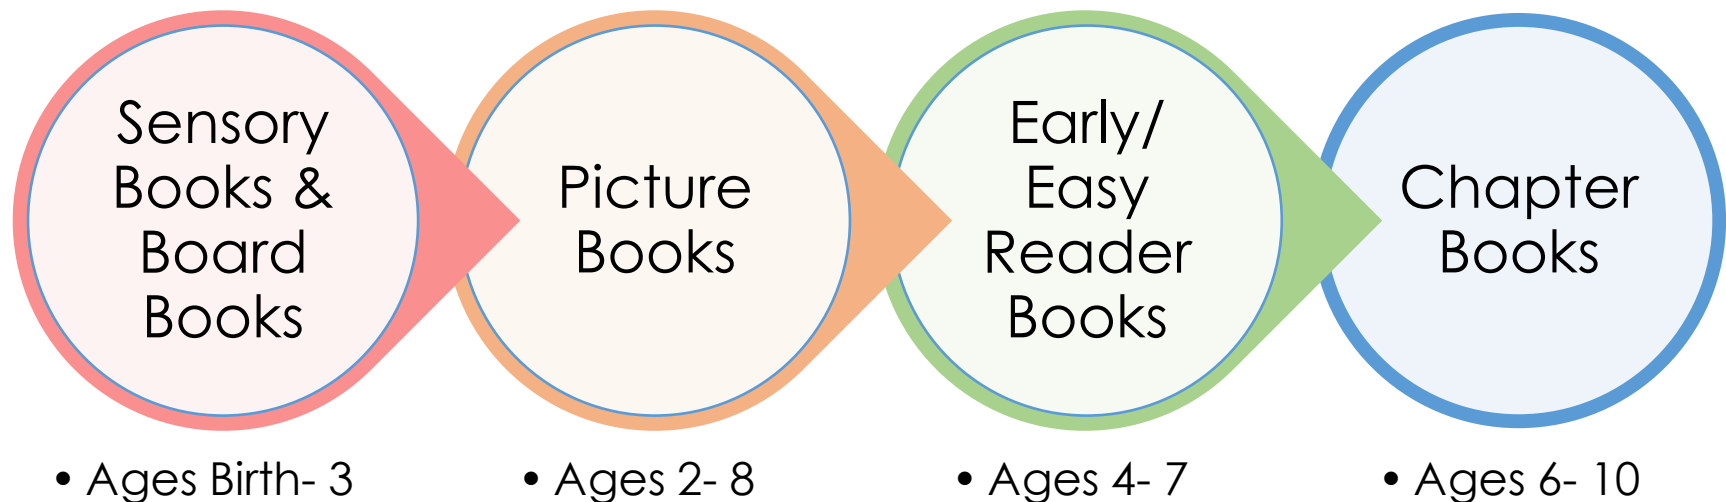 Sensory
Books &
Board
Books
• Ages Birth- 3
Picture
Books
• Ages 2- 8
Early/
Easy
Reader
Books
• Ages 4- 7
Chapter
Books
• Ages 6- 10